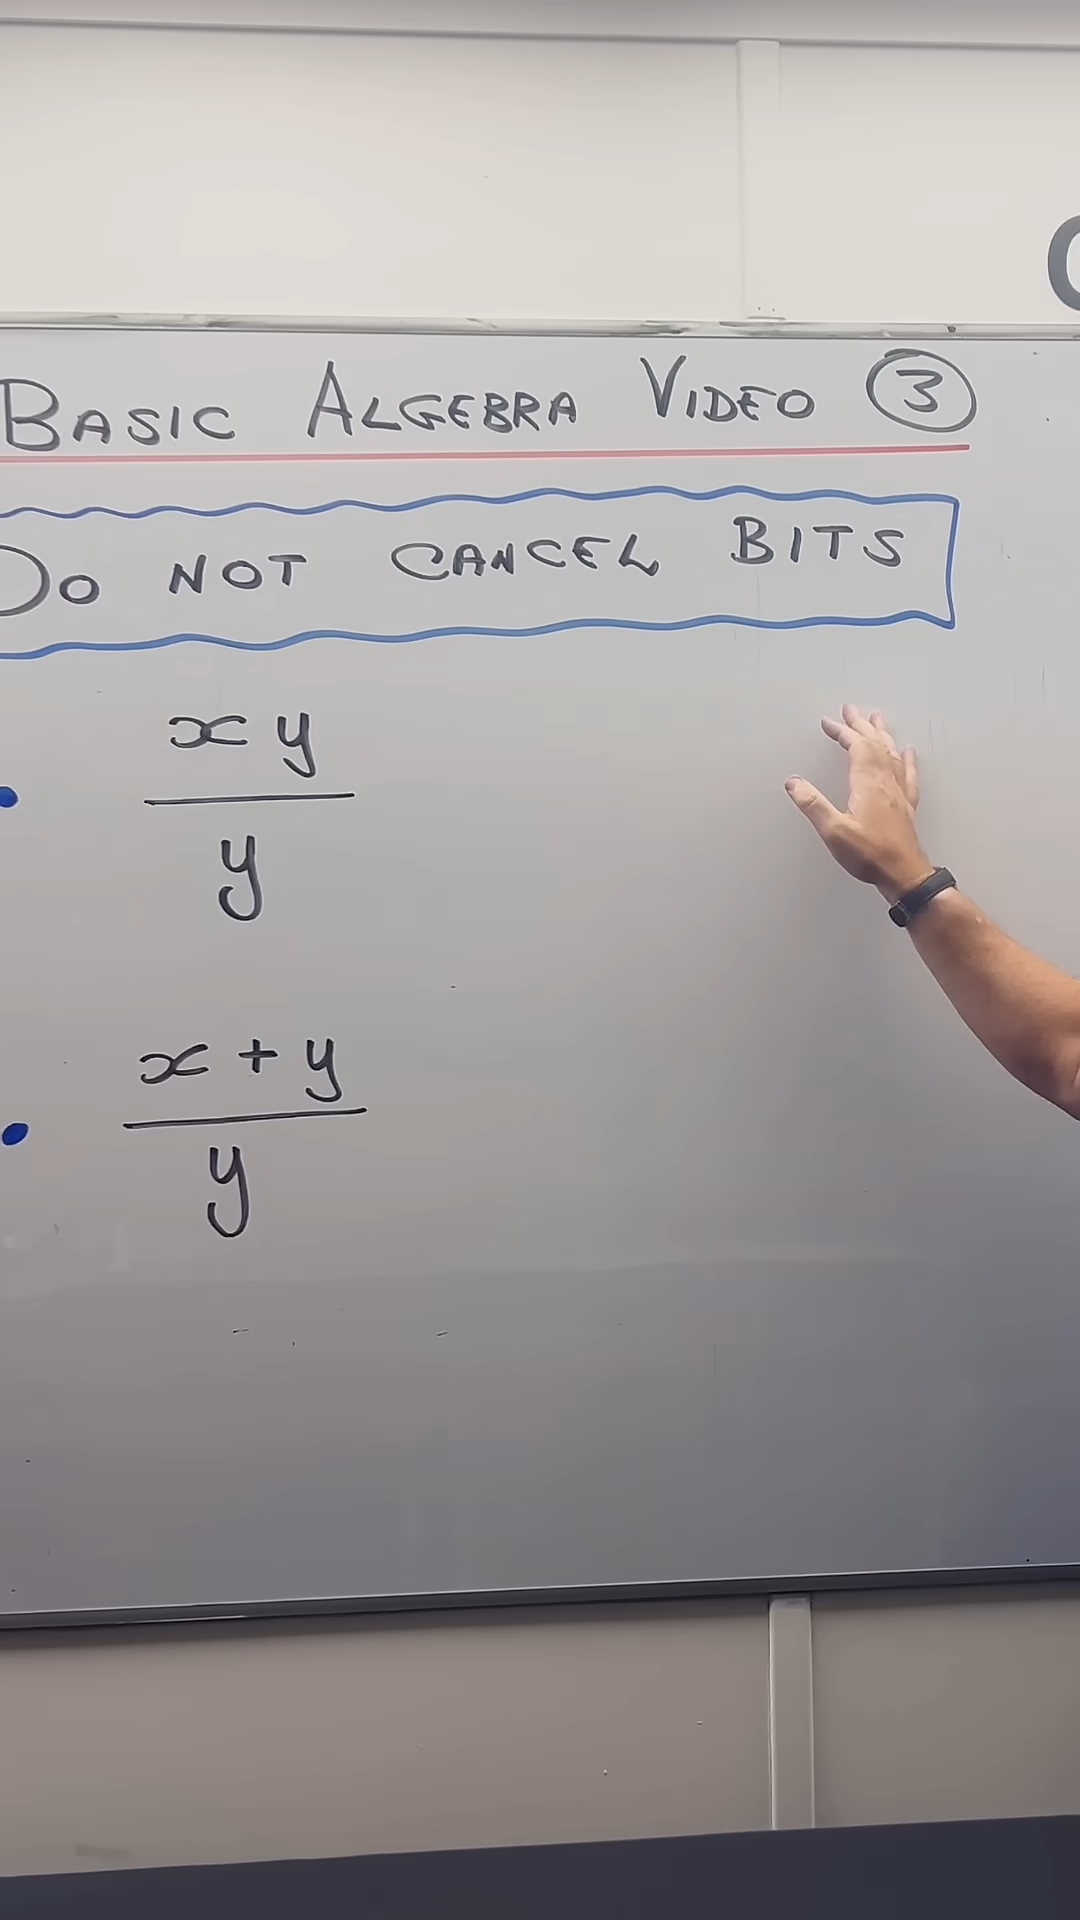 BASIC ALGEBRA VIDEO 3
DO NOT CANCEL BITS
xy
y
x + y
y